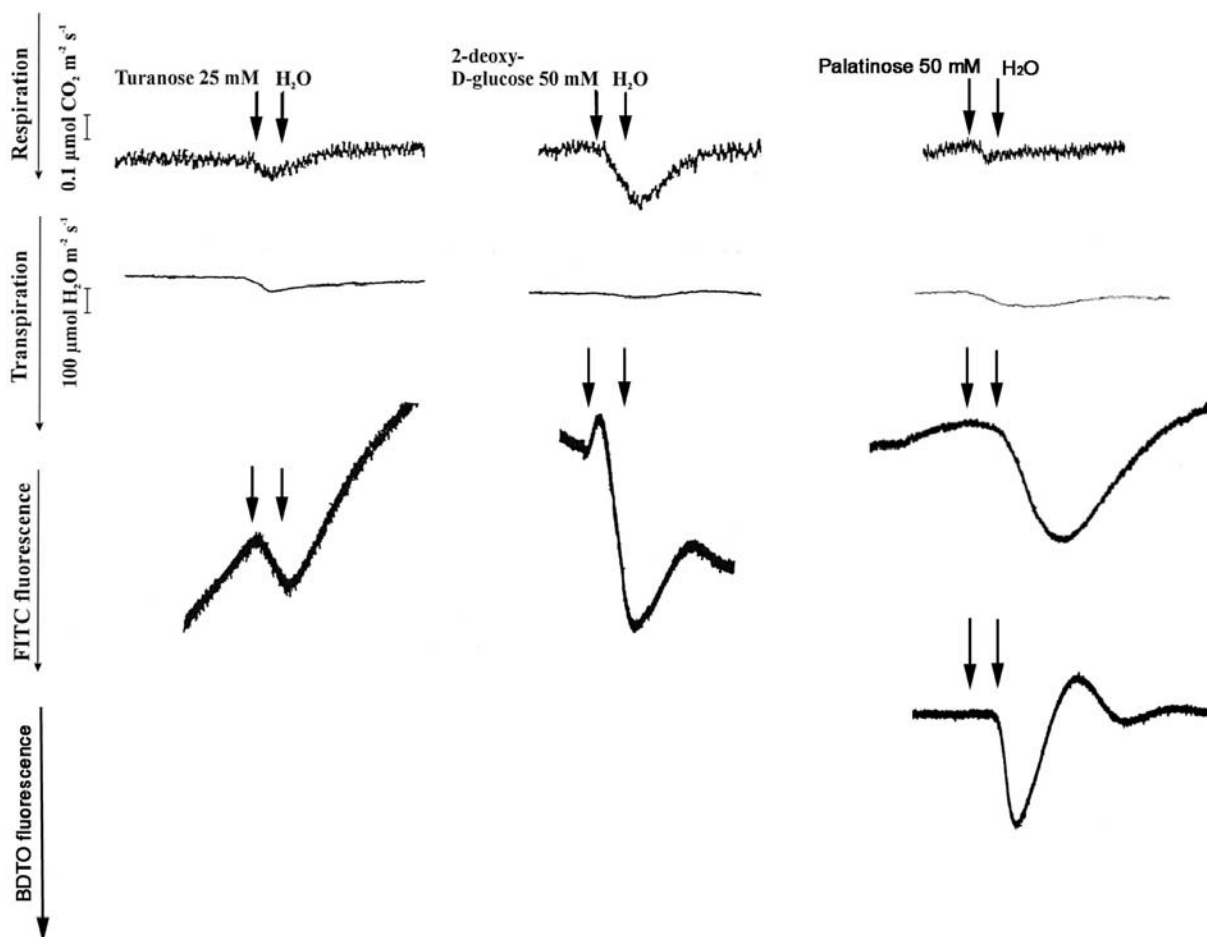 Respiration
0.1 µmol CO₂ m⁻² s⁻¹
Turanose 25 mM
H₂O
2-deoxy-
D-glucose 50 mM
H₂O
Palatinose 50 mM
H₂O
Transpiration
100 µmol H₂O m⁻² s⁻¹
FITC fluorescence
BDTO fluorescence